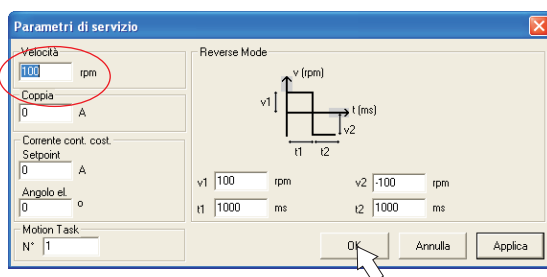 Parametri di servizio
Velocità
100 rpm
Coppia
0 A
Corrente cont. cost.
Setpoint
0 A
Angolo el.
0 °
Motion Task
N° 1
Reverse Mode
v (rpm)
v1
t (ms)
v2
t1 t2
v1 100 rpm v2 -100 rpm
t1 1000 ms t2 1000 ms
OK Annulla Applica